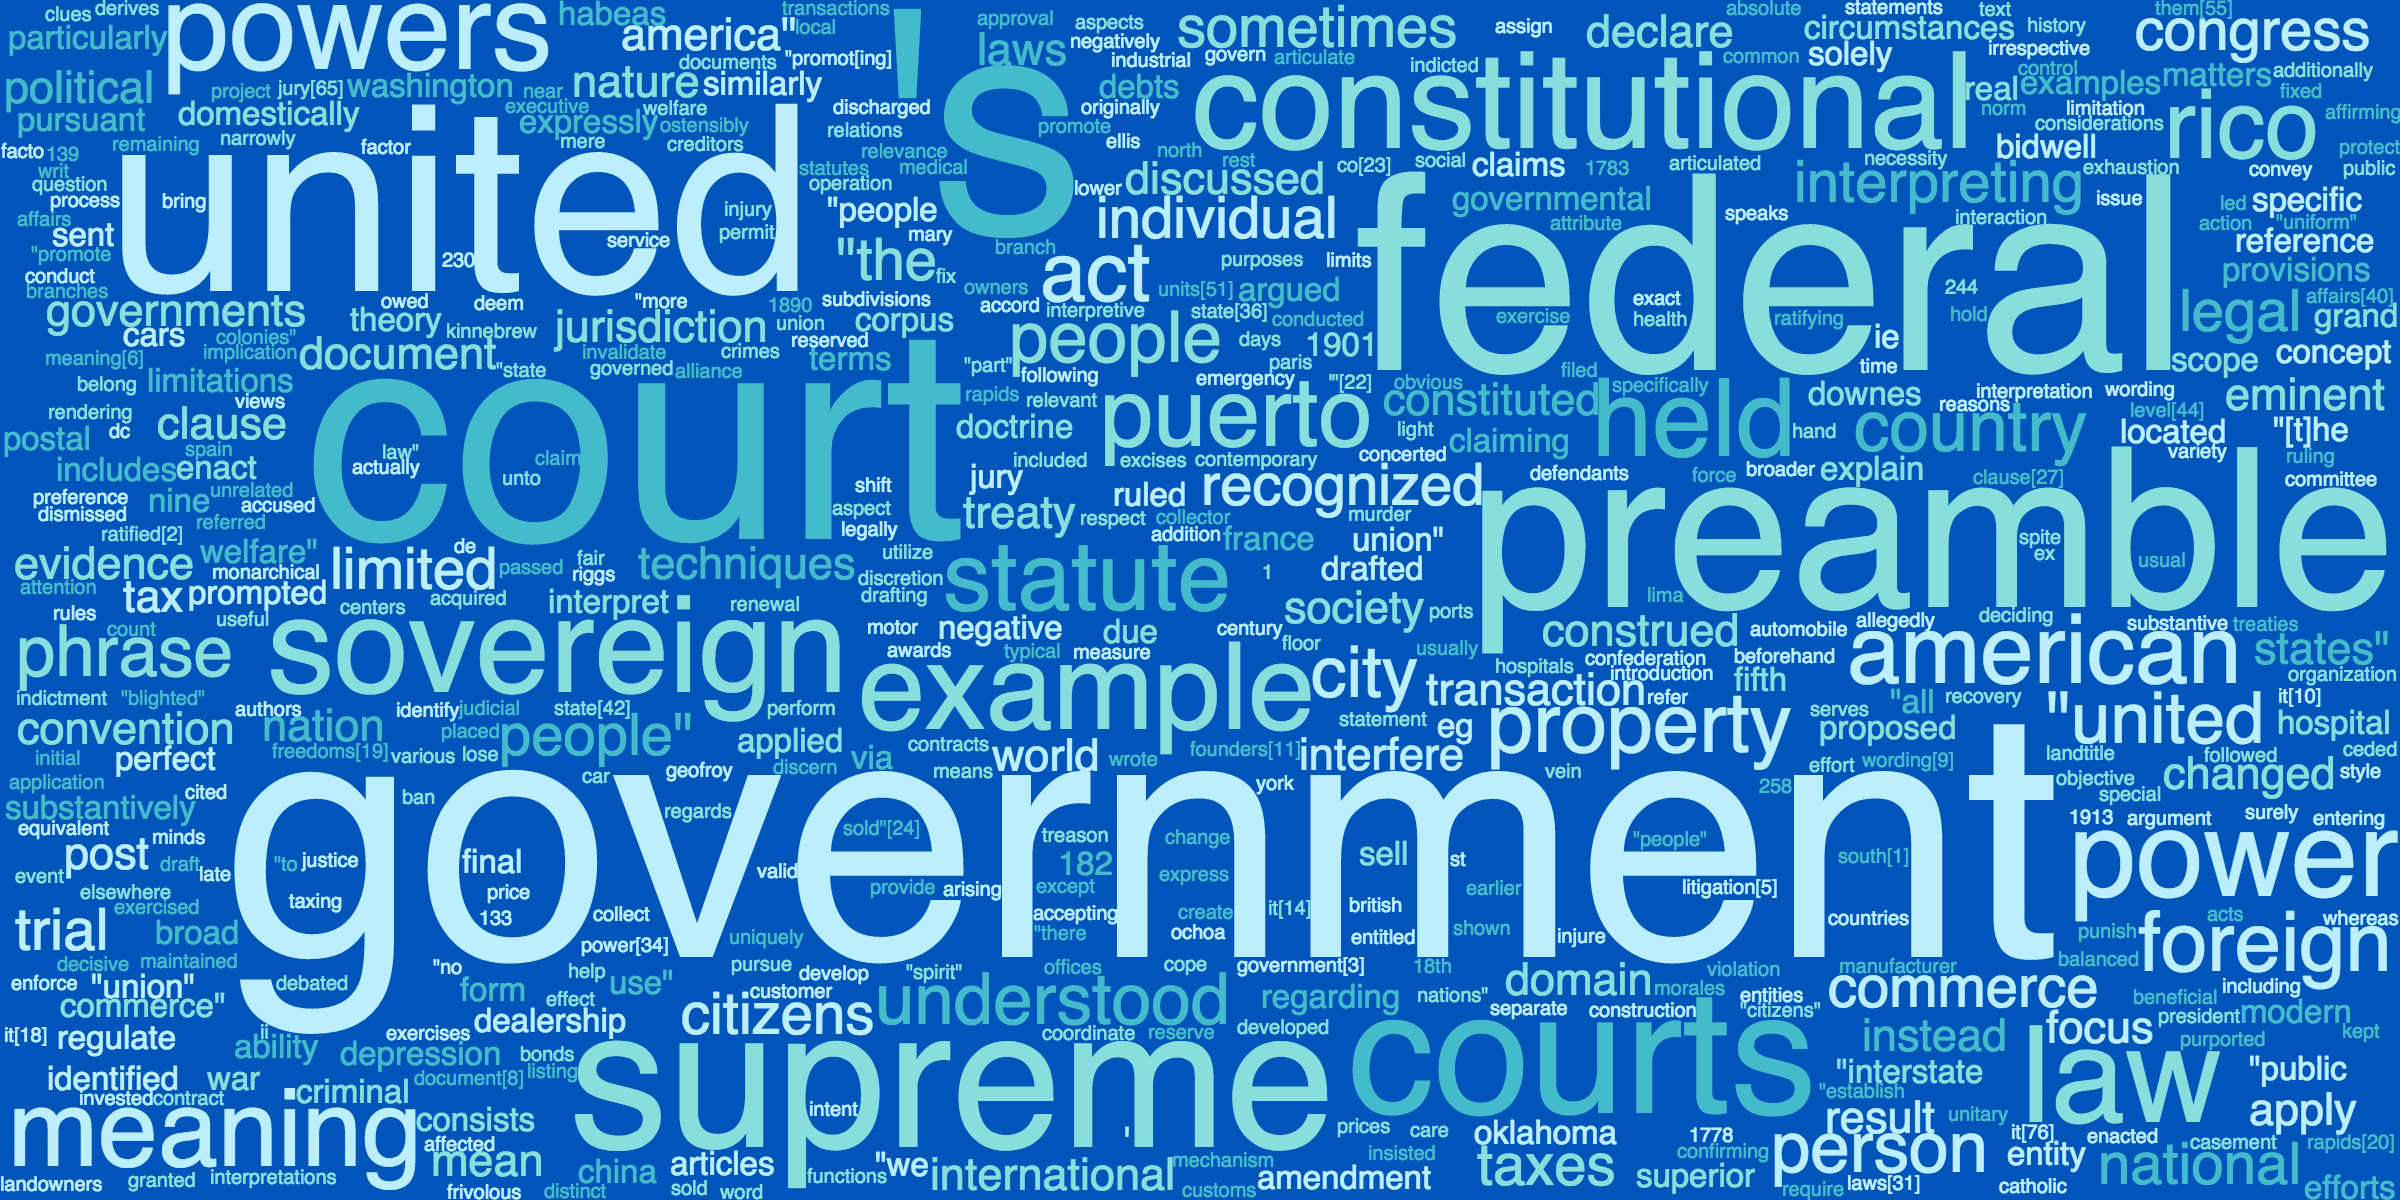 clues derives powers habeas transactions ' approval aspects sometimes assign declare absolute statements text them[55]
particularly america" local laws negatively circumstances history congress
documents "promot[ing] industrial govern articulate indicted common solely irrespective
political project jury[65] washington near nature similarly 's debts constitutional real control examples matters additionally
pursuant domestically executive welfare discharged originally norm limitation fixed
narrowly expressly ostensibly relations promote considerations rico affirming
facto 139 remaining united factor mere creditors relevance ellis north rest co[23] social claims 1783 articulated necessity bidwell protect
writ question statutes medical exhaustion convey public
process bring operation lower discussed federal governmental interpreting issue led specific
affairs sent injury "people individual attribute speaks interaction action "uniform"
"promote service permit mary branch reference
conduct 230 "the fix act purposes limits provisions
branches owed deem "more 1890 subdivisions owners accord units[51] argued exact 244 legal affairs[40]
governments theory kinnebrew jurisdiction union corpus interpretive state[36] conducted exercise health ratifying hold grand
cars colonies" reserved people days 1901 ie
meaning[6] implication document invalidate crimes terms "part" paris time scope concept
belong limitations "state governed alliance following emergency ""[22] obvious filed specifically
views court rapids relevant puerto constituted held downes interpretation wording eminent
rendering clause doctrine light reasons level[44]
postal dc spain law" claim included excises contemporary claiming hand country located "[t]he
includes enact actually unto jury concerted defendants force broader explain variety ruling
preference nine unrelated accused shift ruled recognized clause[27] committee
dismissed referred aspect treaty respect collector murder preamble
ratified[2] legally addition france union" spite
evidence welfare" de limited passed fair techniques utilize statute 1 drafted ex usual
attention monarchical riggs discretion
rules tax prompted centers acquired interpret renewal drafting society ports lima deciding
count useful sovereign motor negative due century construed automobile allegedly substantive treaties
phrase awards typical measure floor usually confederation beforehand american states"
indictment "blighted" example city hospitals introduction organization
authors identify judicial state[42] perform transaction refer fifth "all recovery it[10]
convention nation placed people" applied statement eg property serves proposed "united hospital
initial perfect freedoms[19] various lose via contracts world wrote founders[11] interfere landtitle followed ceded
application cited car geofroy discern means york vein effort wording[9] objective changed style
substantively ban regards government 258 special
equivalent minds sold"[24] treason change "people" 1913 argument surely entering
post draft "to justice final valid 182 sell st south[1] power
event late price provide arising except express earlier litigation[5]
elsewhere taxing 133 collect accepting create it[14] british countries acts whereas
trial exercised broad power[34] uniquely "there ochoa entitled shown injure punish foreign
decisive maintained "no help use" pursue develop "spirit" offices cope government[3] 18th violation manufacturer balanced
enforce "union" debated form effect customer understood regarding nations" domain morales entities commerce including
commerce" exercises dealership citizens coordinate reserve developed separate construction "citizens" beneficial president modern
it[18] regulate ii ability depression bonds supreme courts instead focus purported kept
identified war document[8] listing "interstate law "public
invested contract criminal intent "establish
meaning consists ' prices care oklahoma 1778 result unitary apply
affected insisted confirming person it[76] enacted casement rapids[20]
mean china articles functions "we international mechanism taxes superior entity national
landowners granted interpretations frivolous distinct sold word customs amendment require laws[31] catholic efforts